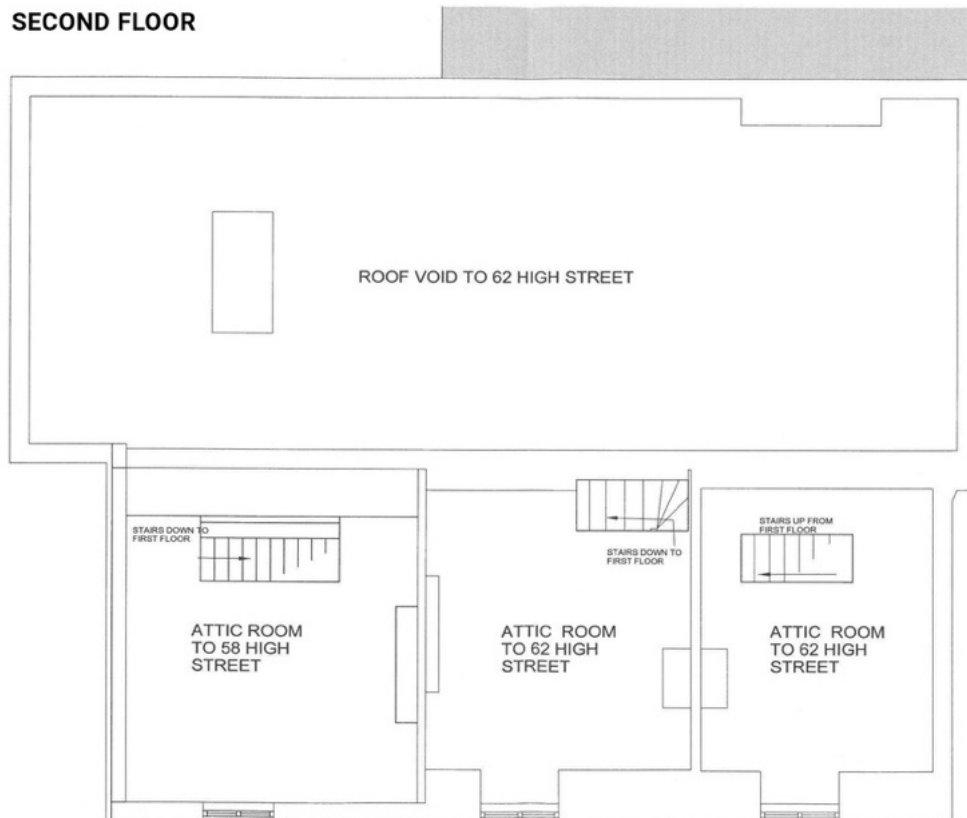 SECOND FLOOR
ROOF VOID TO 62 HIGH STREET
STAIRS DOWN TO
FIRST FLOOR
STAIRS DOWN TO
FIRST FLOOR
STAIRS UP FROM
FIRST FLOOR
ATTIC ROOM
TO 58 HIGH
STREET
ATTIC ROOM
TO 62 HIGH
STREET
ATTIC ROOM
TO 62 HIGH
STREET